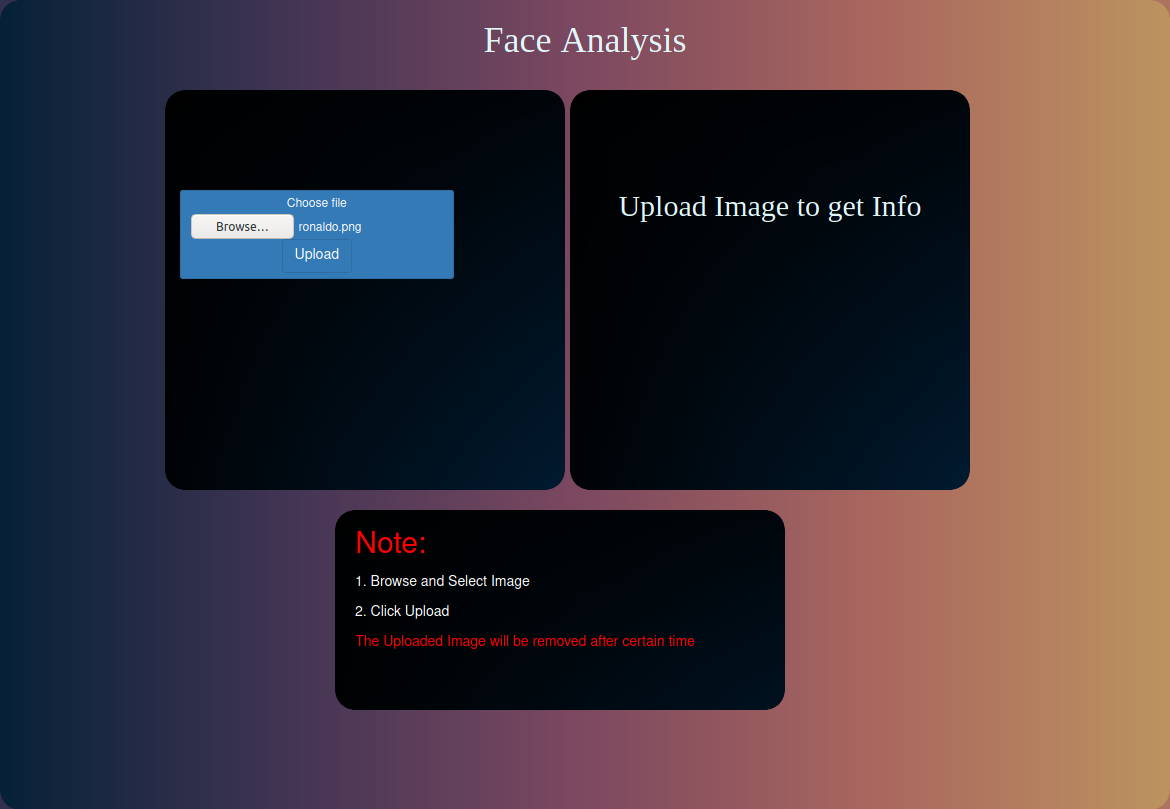 Face Analysis
Choose file
Browse... ronaldo.png
Upload
Upload Image to get Info
Note:
1. Browse and Select Image
2. Click Upload
The Uploaded Image will be removed after certain time